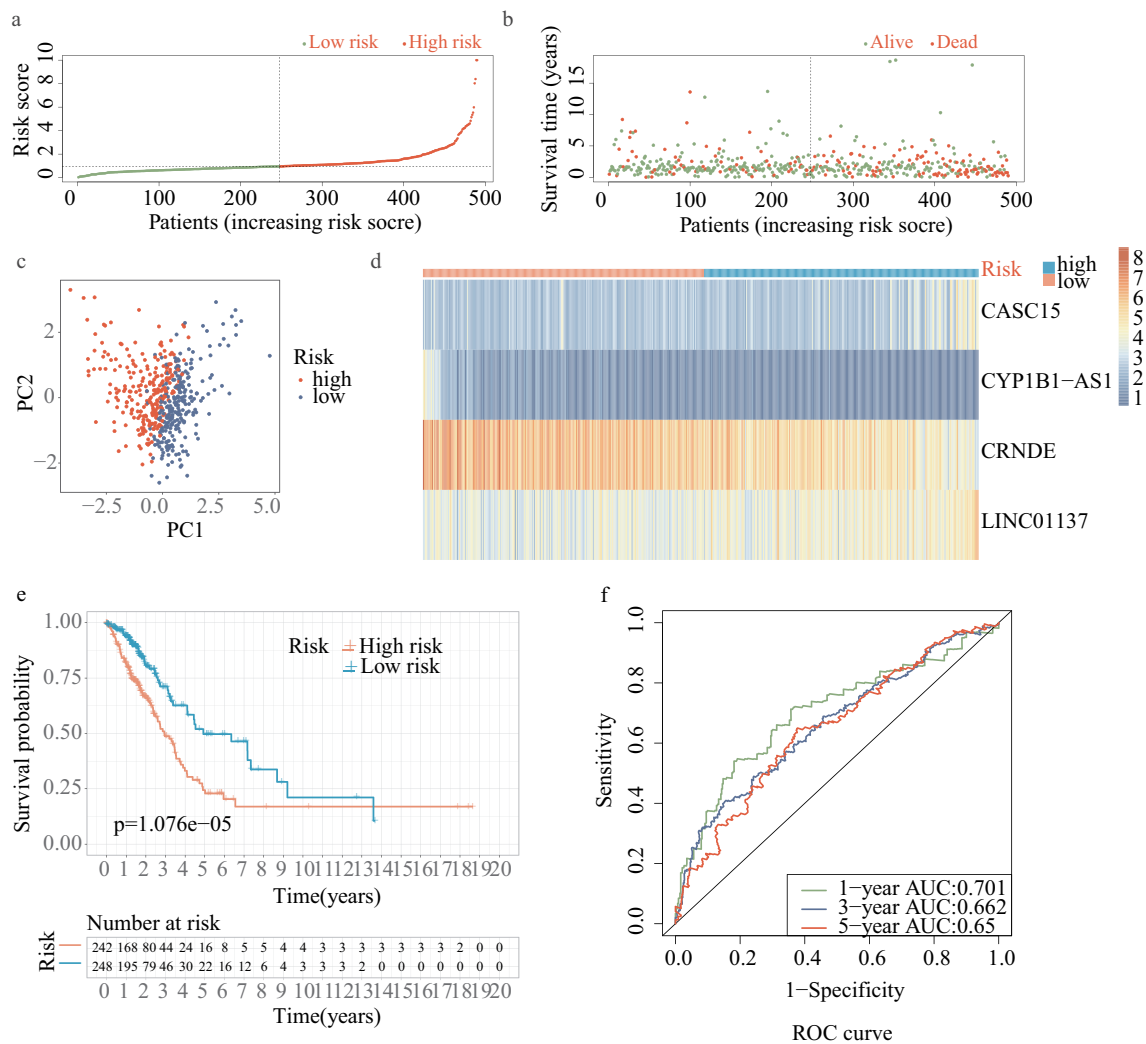 a
Low risk High risk
Risk score
0 2 4 6 8 10
0 100 200 300 400 500
Patients (increasing risk socre)
b
Alive Dead
Survival time (years)
0 5 10 15
0 100 200 300 400 500
Patients (increasing risk socre)
c
PC2
2
0
−2
−2.5 0.0 2.5 5.0
PC1
Risk
high
low
d
Risk
high
low
CASC15
CYP1B1−AS1
CRNDE
LINC01137
8
7
6
5
4
3
2
1
e
Survival probability
1.00
0.75
0.50
0.25
0.00
Risk
High risk
Low risk
p=1.076e−05
0 1 2 3 4 5 6 7 8 9 10 11 12 13 14 15 16 17 18 19 20
Time(years)
Number at risk
Risk
242 168 80 44 24 16 8 5 5 4 4 3 3 3 3 3 3 3 2 0 0
248 195 79 46 30 22 16 12 6 4 3 3 3 2 0 0 0 0 0 0 0
0 1 2 3 4 5 6 7 8 9 10 11 12 13 14 15 16 17 18 19 20
Time(years)
f
Sensitivity
0.0 0.2 0.4 0.6 0.8 1.0
1−year AUC:0.701
3−year AUC:0.662
5−year AUC:0.65
0.0 0.2 0.4 0.6 0.8 1.0
1−Specificity
ROC curve